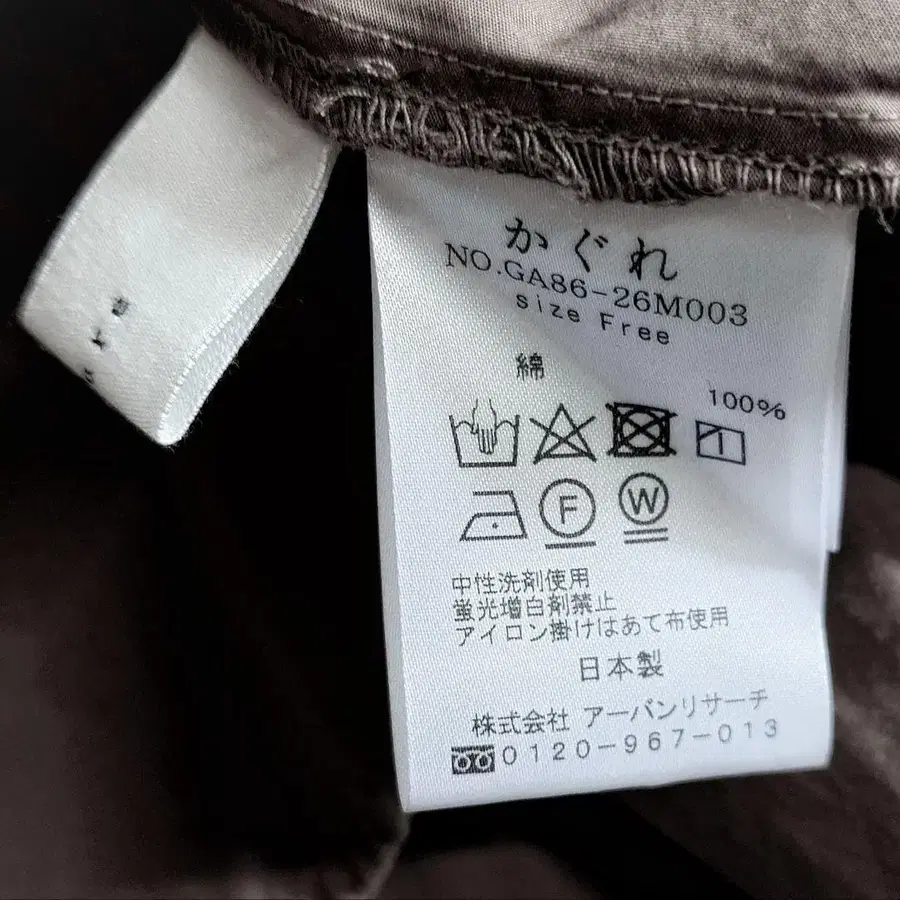 かぐれ
NO.GA86-26M003
size Free
綿
100%
F W
中性洗剤使用
蛍光増白剤禁止
アイロン掛けはあて布使用
日本製
株式会社 アーバンリサーチ
0120-967-013